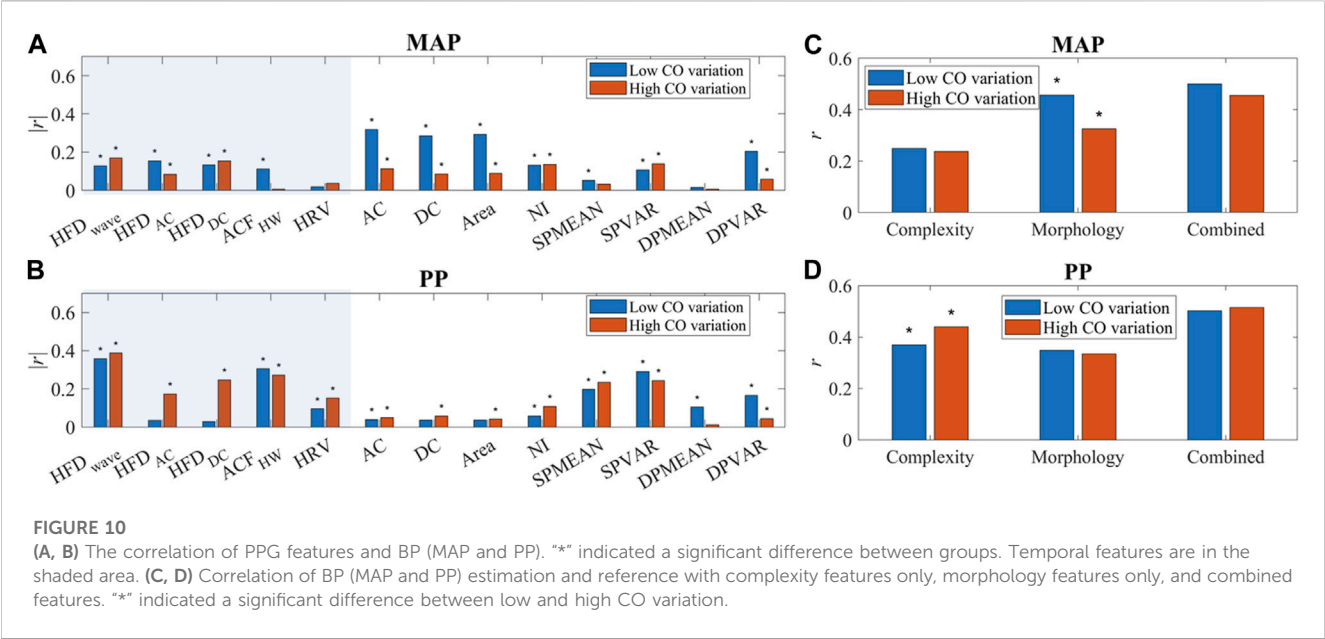 A
MAP
0.6
0.4
0.2
0
|r|
Low CO variation
High CO variation
* * * * * * * * * * * * * * * * * * * *
HFD wave HFD AC HFD DC ACF HW HRV AC DC Area NI SPMEAN SPVAR DPMEAN DPVAR
B
PP
0.6
0.4
0.2
0
|r|
Low CO variation
High CO variation
* * * * * * * * * * * * * * * * * * * * * *
HFD wave HFD AC HFD DC ACF HW HRV AC DC Area NI SPMEAN SPVAR DPMEAN DPVAR
C
MAP
0.6
0.4
0.2
0
r
Low CO variation
High CO variation
* *
Complexity Morphology Combined
D
PP
0.6
0.4
0.2
0
r
Low CO variation
High CO variation
* *
Complexity Morphology Combined
FIGURE 10
(A, B) The correlation of PPG features and BP (MAP and PP). “*” indicated a significant difference between groups. Temporal features are in the
shaded area. (C, D) Correlation of BP (MAP and PP) estimation and reference with complexity features only, morphology features only, and combined
features. “*” indicated a significant difference between low and high CO variation.